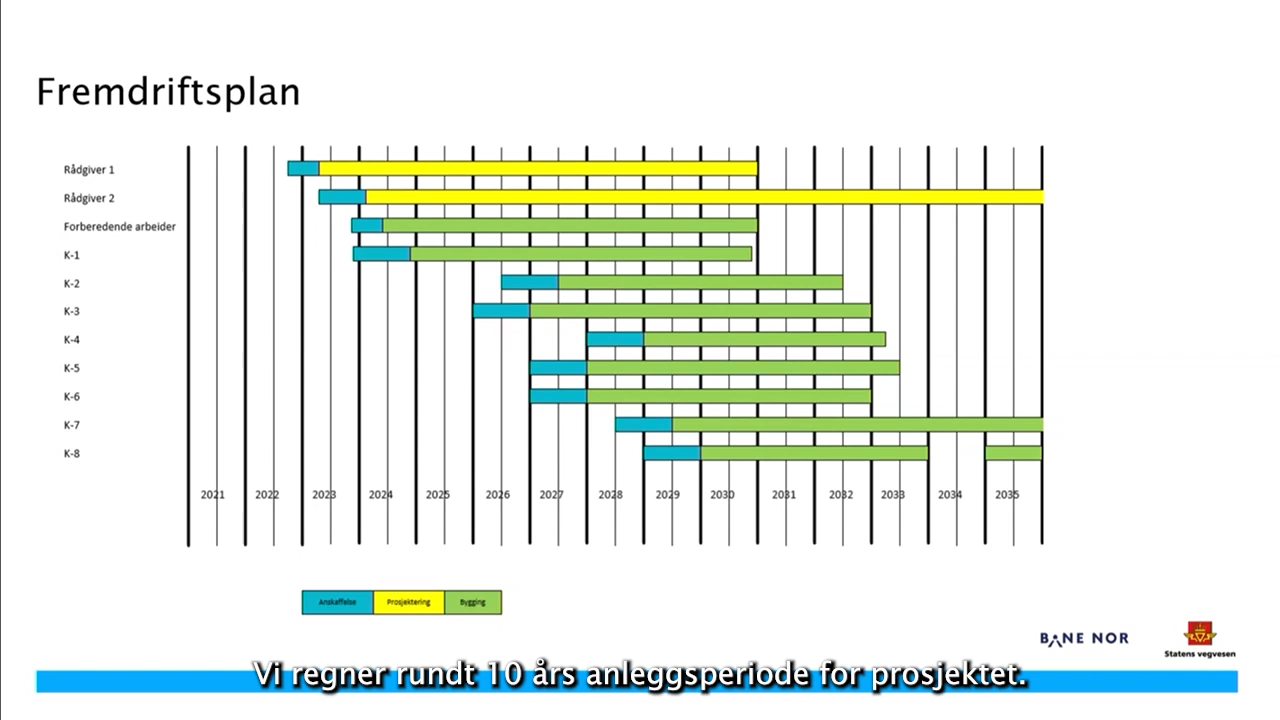 Fremdriftsplan
Rådgiver 1
Rådgiver 2
Forberedende arbeider
K-1
K-2
K-3
K-4
K-5
K-6
K-7
K-8
2021 2022 2023 2024 2025 2026 2027 2028 2029 2030 2031 2032 2033 2034 2035
Anskaffelse Prosjektering Bygging
BANE NOR
Statens vegvesen
Vi regner rundt 10 års anleggsperiode for prosjektet.